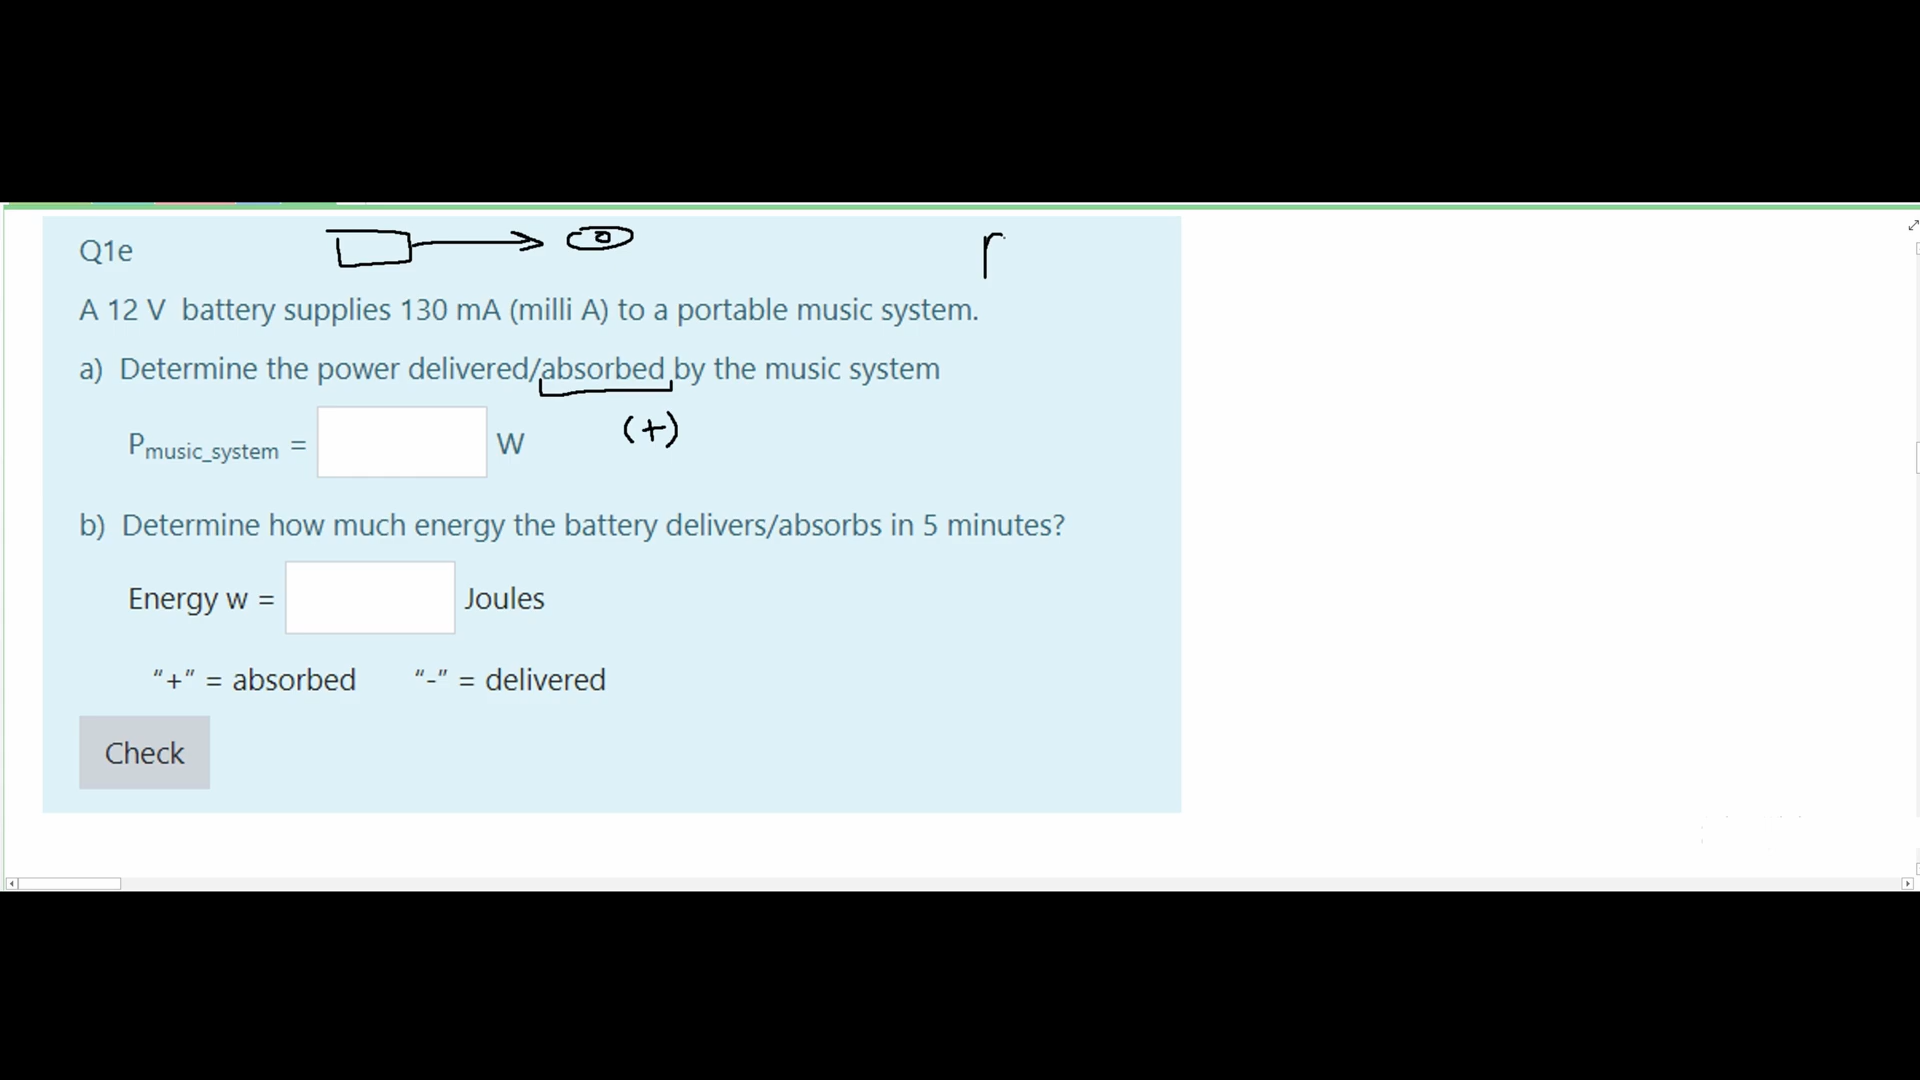 Q1e
A 12 V battery supplies 130 mA (milli A) to a portable music system.
a) Determine the power delivered/absorbed by the music system
(+)
Pmusic_system = W
b) Determine how much energy the battery delivers/absorbs in 5 minutes?
Energy w = Joules
“+” = absorbed “-” = delivered
Check